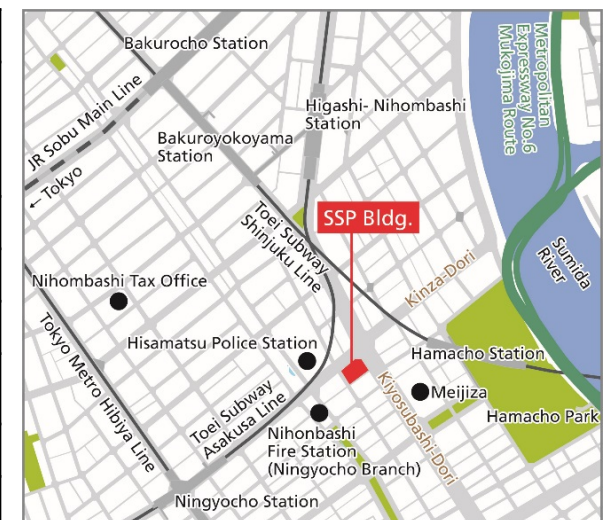 Bakurocho Station
Metropolitan
Expressway No.6
Mukojima Route
JR Sobu Main Line
Higashi- Nihombashi
Station
Bakuroyokoyama
Station
← Tokyo
SSP Bldg.
Toei Subway
Shinjuku Line
Kinza-Dori
Sumida
River
Nihombashi Tax Office
Tokyo Metro Hibiya Line
Hisamatsu Police Station
Hamacho Station
Meijiza
Kiyosubashi-Dori
Hamacho Park
Toei Subway
Asakusa Line
Nihonbashi
Fire Station
(Ningyocho Branch)
Ningyocho Station